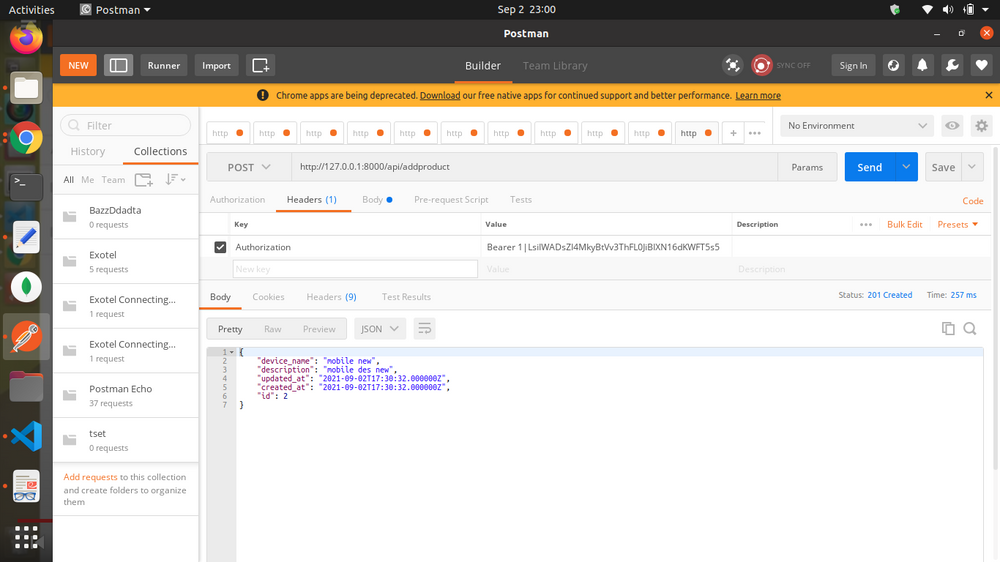 Activities Postman Sep 2 23:00
Postman
NEW Runner Import Builder Team Library SYNC OFF Sign In
Chrome apps are being deprecated. Download our free native apps for continued support and better performance. Learn more
Filter
History Collections
All Me Team
BazzDdadta
0 requests
Exotel
5 requests
Exotel Connecting...
1 request
Exotel Connecting...
1 request
Postman Echo
37 requests
tset
0 requests
Add requests to this collection
and create folders to organize
them
http http http http http http http http http http http + ••• No Environment
POST http://127.0.0.1:8000/api/addproduct Params Send Save
Authorization Headers (1) Body Pre-request Script Tests Code
Key Value Description ••• Bulk Edit Presets
Authorization Bearer
New key Value Description
Body Cookies Headers (9) Test Results Status: 201 Created Time: 257 ms
Pretty Raw Preview JSON
1 {
2 "device_name": "mobile new",
3 "description": "mobile des new",
4 "updated_at": "2021-09-02T17:30:32.000000Z",
5 "created_at": "2021-09-02T17:30:32.000000Z",
6 "id": 2
7 }